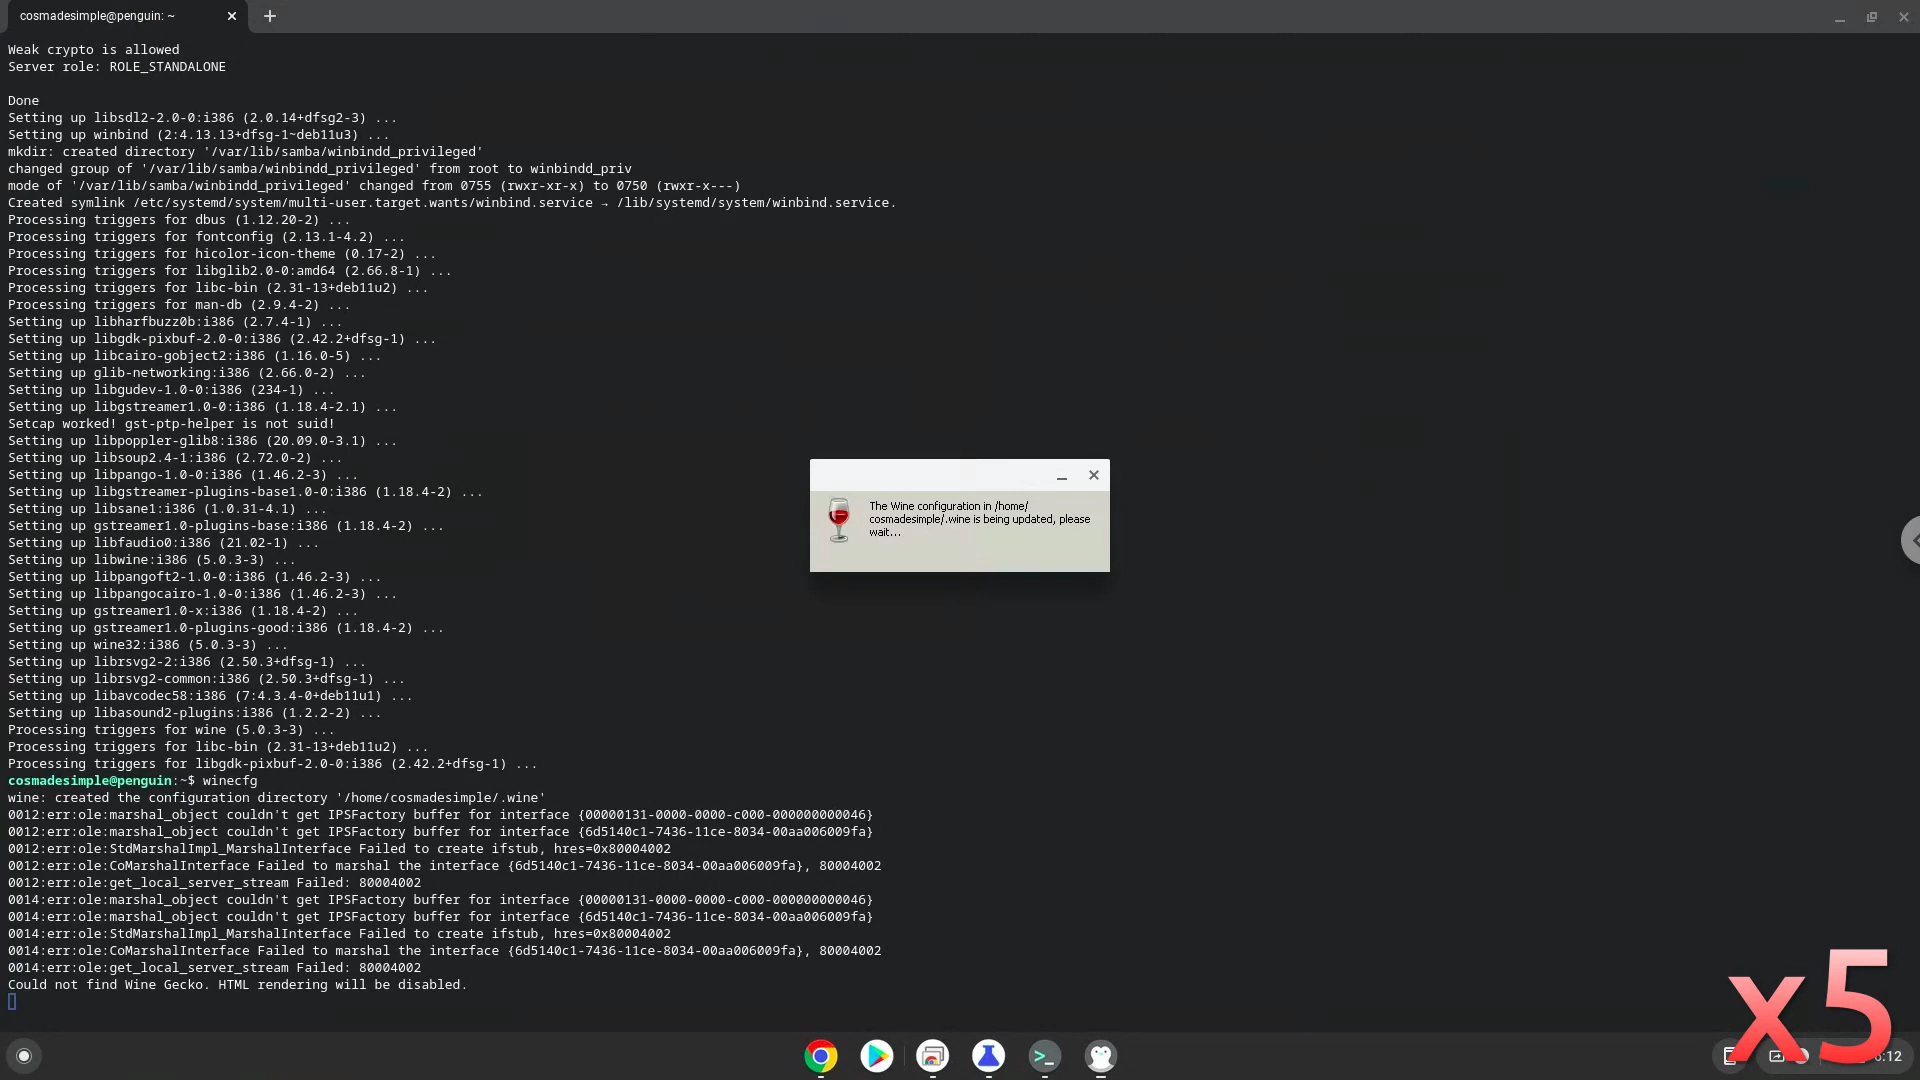 cosmadesimple@penguin: ~
Weak crypto is allowed
Server role: ROLE_STANDALONE
Done
Setting up libsdl2-2.0-0:i386 (2.0.14+dfsg2-3) ...
Setting up winbind (2:4.13.13+dfsg-1~deb11u3) ...
mkdir: created directory '/var/lib/samba/winbindd_privileged'
changed group of '/var/lib/samba/winbindd_privileged' from root to winbindd_priv
mode of '/var/lib/samba/winbindd_privileged' changed from 0755 (rwxr-xr-x) to 0750 (rwxr-x---)
Created symlink /etc/systemd/system/multi-user.target.wants/winbind.service → /lib/systemd/system/winbind.service.
Processing triggers for dbus (1.12.20-2) ...
Processing triggers for fontconfig (2.13.1-4.2) ...
Processing triggers for hicolor-icon-theme (0.17-2) ...
Processing triggers for libglib2.0-0:amd64 (2.66.8-1) ...
Processing triggers for libc-bin (2.31-13+deb11u2) ...
Processing triggers for man-db (2.9.4-2) ...
Setting up libharfbuzz0b:i386 (2.7.4-1) ...
Setting up libgdk-pixbuf-2.0-0:i386 (2.42.2+dfsg-1) ...
Setting up libcairo-gobject2:i386 (1.16.0-5) ...
Setting up glib-networking:i386 (2.66.0-2) ...
Setting up libgudev-1.0-0:i386 (234-1) ...
Setting up libgstreamer1.0-0:i386 (1.18.4-2.1) ...
Setcap worked! gst-ptp-helper is not suid!
Setting up libpoppler-glib8:i386 (20.09.0-3.1) ...
Setting up libsoup2.4-1:i386 (2.72.0-2) ...
Setting up libpango-1.0-0:i386 (1.46.2-3) ...
Setting up libgstreamer-plugins-base1.0-0:i386 (1.18.4-2) ...
Setting up libsane1:i386 (1.0.31-4.1) ...
Setting up gstreamer1.0-plugins-base:i386 (1.18.4-2) ...
Setting up libfaudio0:i386 (21.02-1) ...
Setting up libwine:i386 (5.0.3-3) ...
Setting up libpangoft2-1.0-0:i386 (1.46.2-3) ...
Setting up libpangocairo-1.0-0:i386 (1.46.2-3) ...
Setting up gstreamer1.0-x:i386 (1.18.4-2) ...
Setting up gstreamer1.0-plugins-good:i386 (1.18.4-2) ...
Setting up wine32:i386 (5.0.3-3) ...
Setting up librsvg2-2:i386 (2.50.3+dfsg-1) ...
Setting up librsvg2-common:i386 (2.50.3+dfsg-1) ...
Setting up libavcodec58:i386 (7:4.3.4-0+deb11u1) ...
Setting up libasound2-plugins:i386 (1.2.2-2) ...
Processing triggers for wine (5.0.3-3) ...
Processing triggers for libc-bin (2.31-13+deb11u2) ...
Processing triggers for libgdk-pixbuf-2.0-0:i386 (2.42.2+dfsg-1) ...
cosmadesimple@penguin:~$ winecfg
wine: created the configuration directory '/home/cosmadesimple/.wine'
0012:err:ole:marshal_object couldn't get IPSFactory buffer for interface {00000131-0000-0000-c000-000000000046}
0012:err:ole:marshal_object couldn't get IPSFactory buffer for interface {6d5140c1-7436-11ce-8034-00aa006009fa}
0012:err:ole:StdMarshalImpl_MarshalInterface Failed to create ifstub, hres=0x80004002
0012:err:ole:CoMarshalInterface Failed to marshal the interface {6d5140c1-7436-11ce-8034-00aa006009fa}, 80004002
0012:err:ole:get_local_server_stream Failed: 80004002
0014:err:ole:marshal_object couldn't get IPSFactory buffer for interface {00000131-0000-0000-c000-000000000046}
0014:err:ole:marshal_object couldn't get IPSFactory buffer for interface {6d5140c1-7436-11ce-8034-00aa006009fa}
0014:err:ole:StdMarshalImpl_MarshalInterface Failed to create ifstub, hres=0x80004002
0014:err:ole:CoMarshalInterface Failed to marshal the interface {6d5140c1-7436-11ce-8034-00aa006009fa}, 80004002
0014:err:ole:get_local_server_stream Failed: 80004002
Could not find Wine Gecko. HTML rendering will be disabled.
The Wine configuration in /home/
cosmadesimple/.wine is being updated, please
wait...
x5
:12